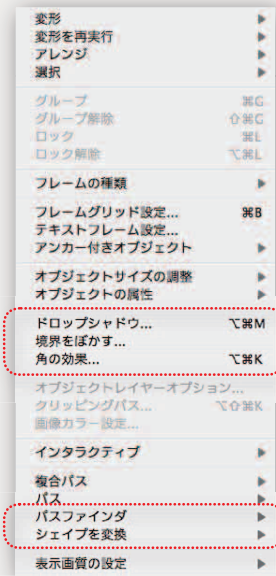 変形
変形を再実行
アレンジ
選択
グループ ⌘G
グループ解除 ⇧⌘G
ロック ⌘L
ロック解除 ⌥⌘L
フレームの種類
フレームグリッド設定... ⌘B
テキストフレーム設定...
アンカー付きオブジェクト
オブジェクトサイズの調整
オブジェクトの属性
ドロップシャドウ... ⌥⌘M
境界をぼかす...
角の効果... ⌥⌘K
オブジェクトレイヤーオプション...
クリッピングパス... ⌥⇧⌘K
画像カラー設定...
インタラクティブ
複合パス
パス
パスファインダ
シェイプを変換
表示画質の設定